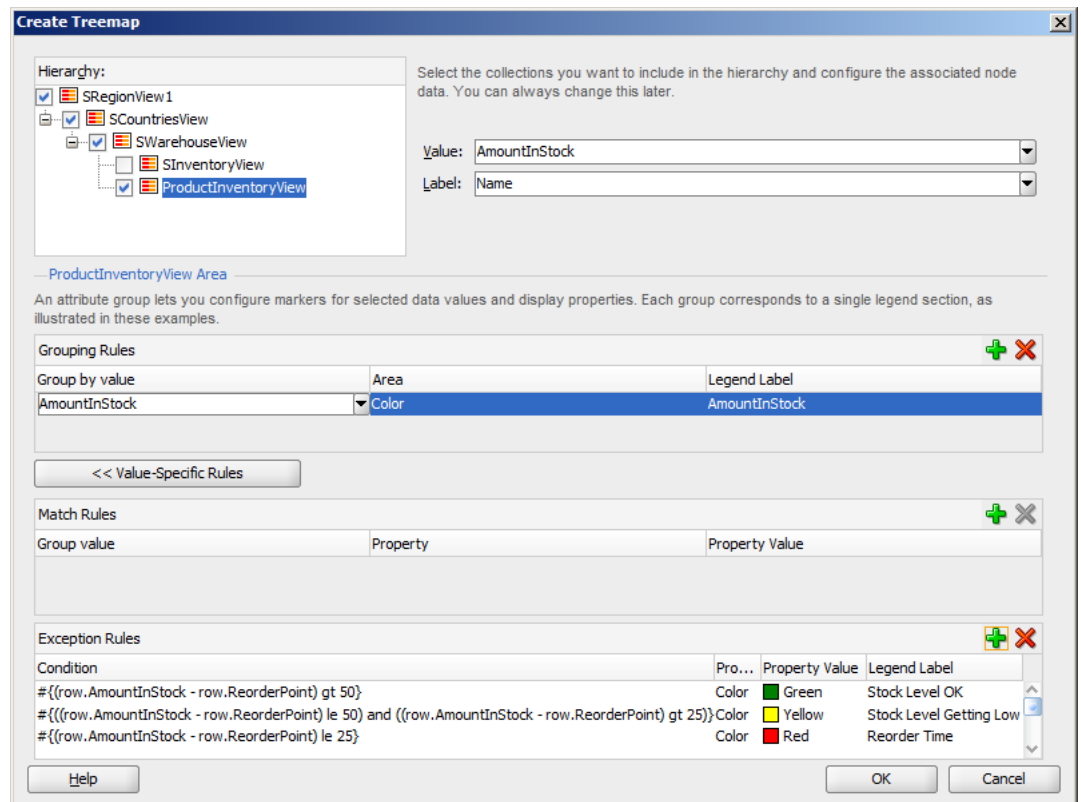 Create Treemap
Hierarchy:
SRegionView1
SCountriesView
SWarehouseView
SInventoryView
ProductInventoryView
Select the collections you want to include in the hierarchy and configure the associated node
data. You can always change this later.
Value: AmountInStock
Label: Name
ProductInventoryView Area
An attribute group lets you configure markers for selected data values and display properties. Each group corresponds to a single legend section, as
illustrated in these examples.
Grouping Rules
Group by value Area Legend Label
AmountInStock Color AmountInStock
<< Value-Specific Rules
Match Rules
Group value Property Property Value
Exception Rules
Condition Pro... Property Value Legend Label
#{(row.AmountInStock - row.ReorderPoint) gt 50} Color Green Stock Level OK
#{((row.AmountInStock - row.ReorderPoint) le 50) and ((row.AmountInStock - row.ReorderPoint) gt 25)} Color Yellow Stock Level Getting Low
#{(row.AmountInStock - row.ReorderPoint) le 25} Color Red Reorder Time
Help OK Cancel